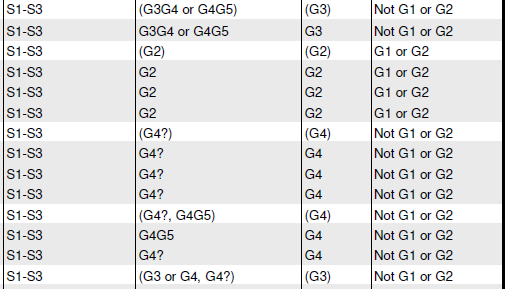 S1-S3 (G3G4 or G4G5) (G3) Not G1 or G2
S1-S3 G3G4 or G4G5 G3 Not G1 or G2
S1-S3 (G2) (G2) G1 or G2
S1-S3 G2 G2 G1 or G2
S1-S3 G2 G2 G1 or G2
S1-S3 G2 G2 G1 or G2
S1-S3 (G4?) (G4) Not G1 or G2
S1-S3 G4? G4 Not G1 or G2
S1-S3 G4? G4 Not G1 or G2
S1-S3 G4? G4 Not G1 or G2
S1-S3 (G4?, G4G5) (G4) Not G1 or G2
S1-S3 G4G5 G4 Not G1 or G2
S1-S3 G4? G4 Not G1 or G2
S1-S3 (G3 or G4, G4?) (G3) Not G1 or G2